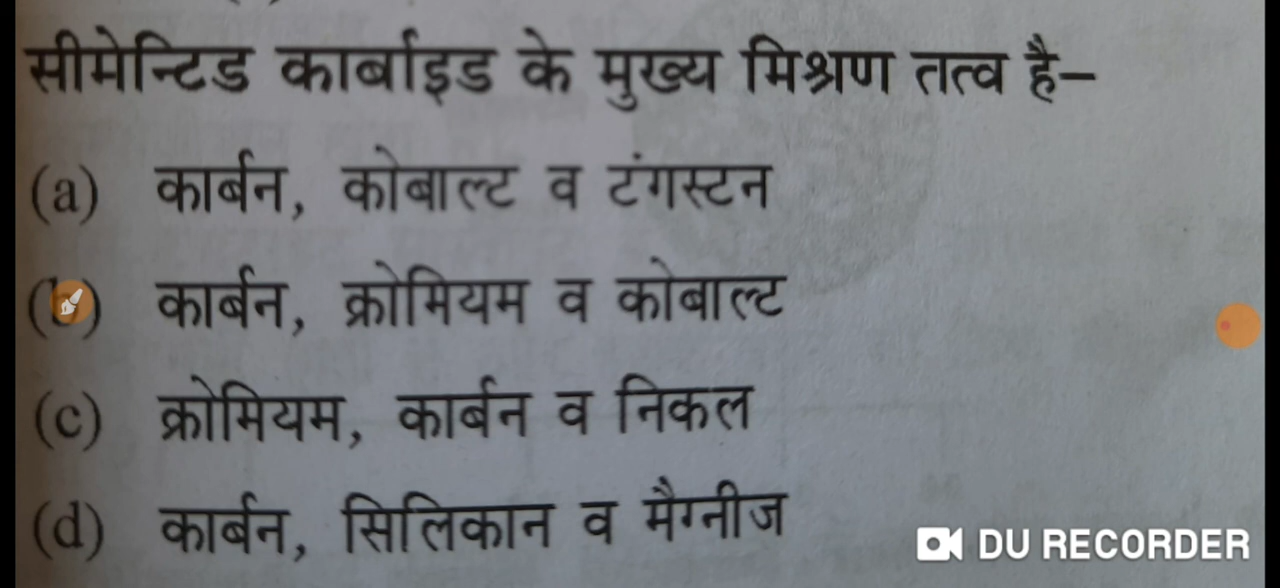 सीमेन्टिड कार्बाइड के मुख्य मिश्रण तत्व है–
(a) कार्बन, कोबाल्ट व टंगस्टन
(b) कार्बन, क्रोमियम व कोबाल्ट
(c) क्रोमियम, कार्बन व निकल
(d) कार्बन, सिलिकान व मैग्नीज
DU RECORDER